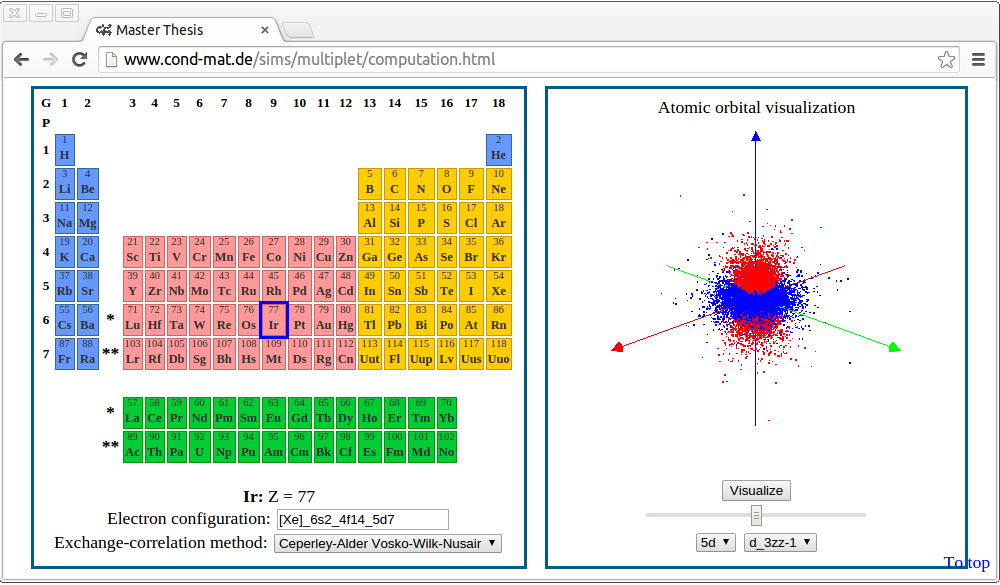 Master Thesis
www.cond-mat.de/sims/multiplet/computation.html
G 1 2 3 4 5 6 7 8 9 10 11 12 13 14 15 16 17 18
P
1 2
1 H He
3 4 5 6 7 8 9 10
2 Li Be B C N O F Ne
11 12 13 14 15 16 17 18
3 Na Mg Al Si P S Cl Ar
19 20 21 22 23 24 25 26 27 28 29 30 31 32 33 34 35 36
4 K Ca Sc Ti V Cr Mn Fe Co Ni Cu Zn Ga Ge As Se Br Kr
37 38 39 40 41 42 43 44 45 46 47 48 49 50 51 52 53 54
5 Rb Sr Y Zr Nb Mo Tc Ru Rh Pd Ag Cd In Sn Sb Te I Xe
55 56 71 72 73 74 75 76 77 78 79 80 81 82 83 84 85 86
6 Cs Ba * Lu Hf Ta W Re Os Ir Pt Au Hg Tl Pb Bi Po At Rn
87 88 103 104 105 106 107 108 109 110 111 112 113 114 115 116 117 118
7 Fr Ra ** Lr Rf Db Sg Bh Hs Mt Ds Rg Cn Uut Fl Uup Lv Uus Uuo
57 58 59 60 61 62 63 64 65 66 67 68 69 70
* La Ce Pr Nd Pm Sm Eu Gd Tb Dy Ho Er Tm Yb
89 90 91 92 93 94 95 96 97 98 99 100 101 102
** Ac Th Pa U Np Pu Am Cm Bk Cf Es Fm Md No
Ir: Z = 77
Electron configuration: [Xe]_6s2_4f14_5d7
Exchange-correlation method: Ceperley-Alder Vosko-Wilk-Nusair
Atomic orbital visualization
Visualize
5d d_3zz-1
To top